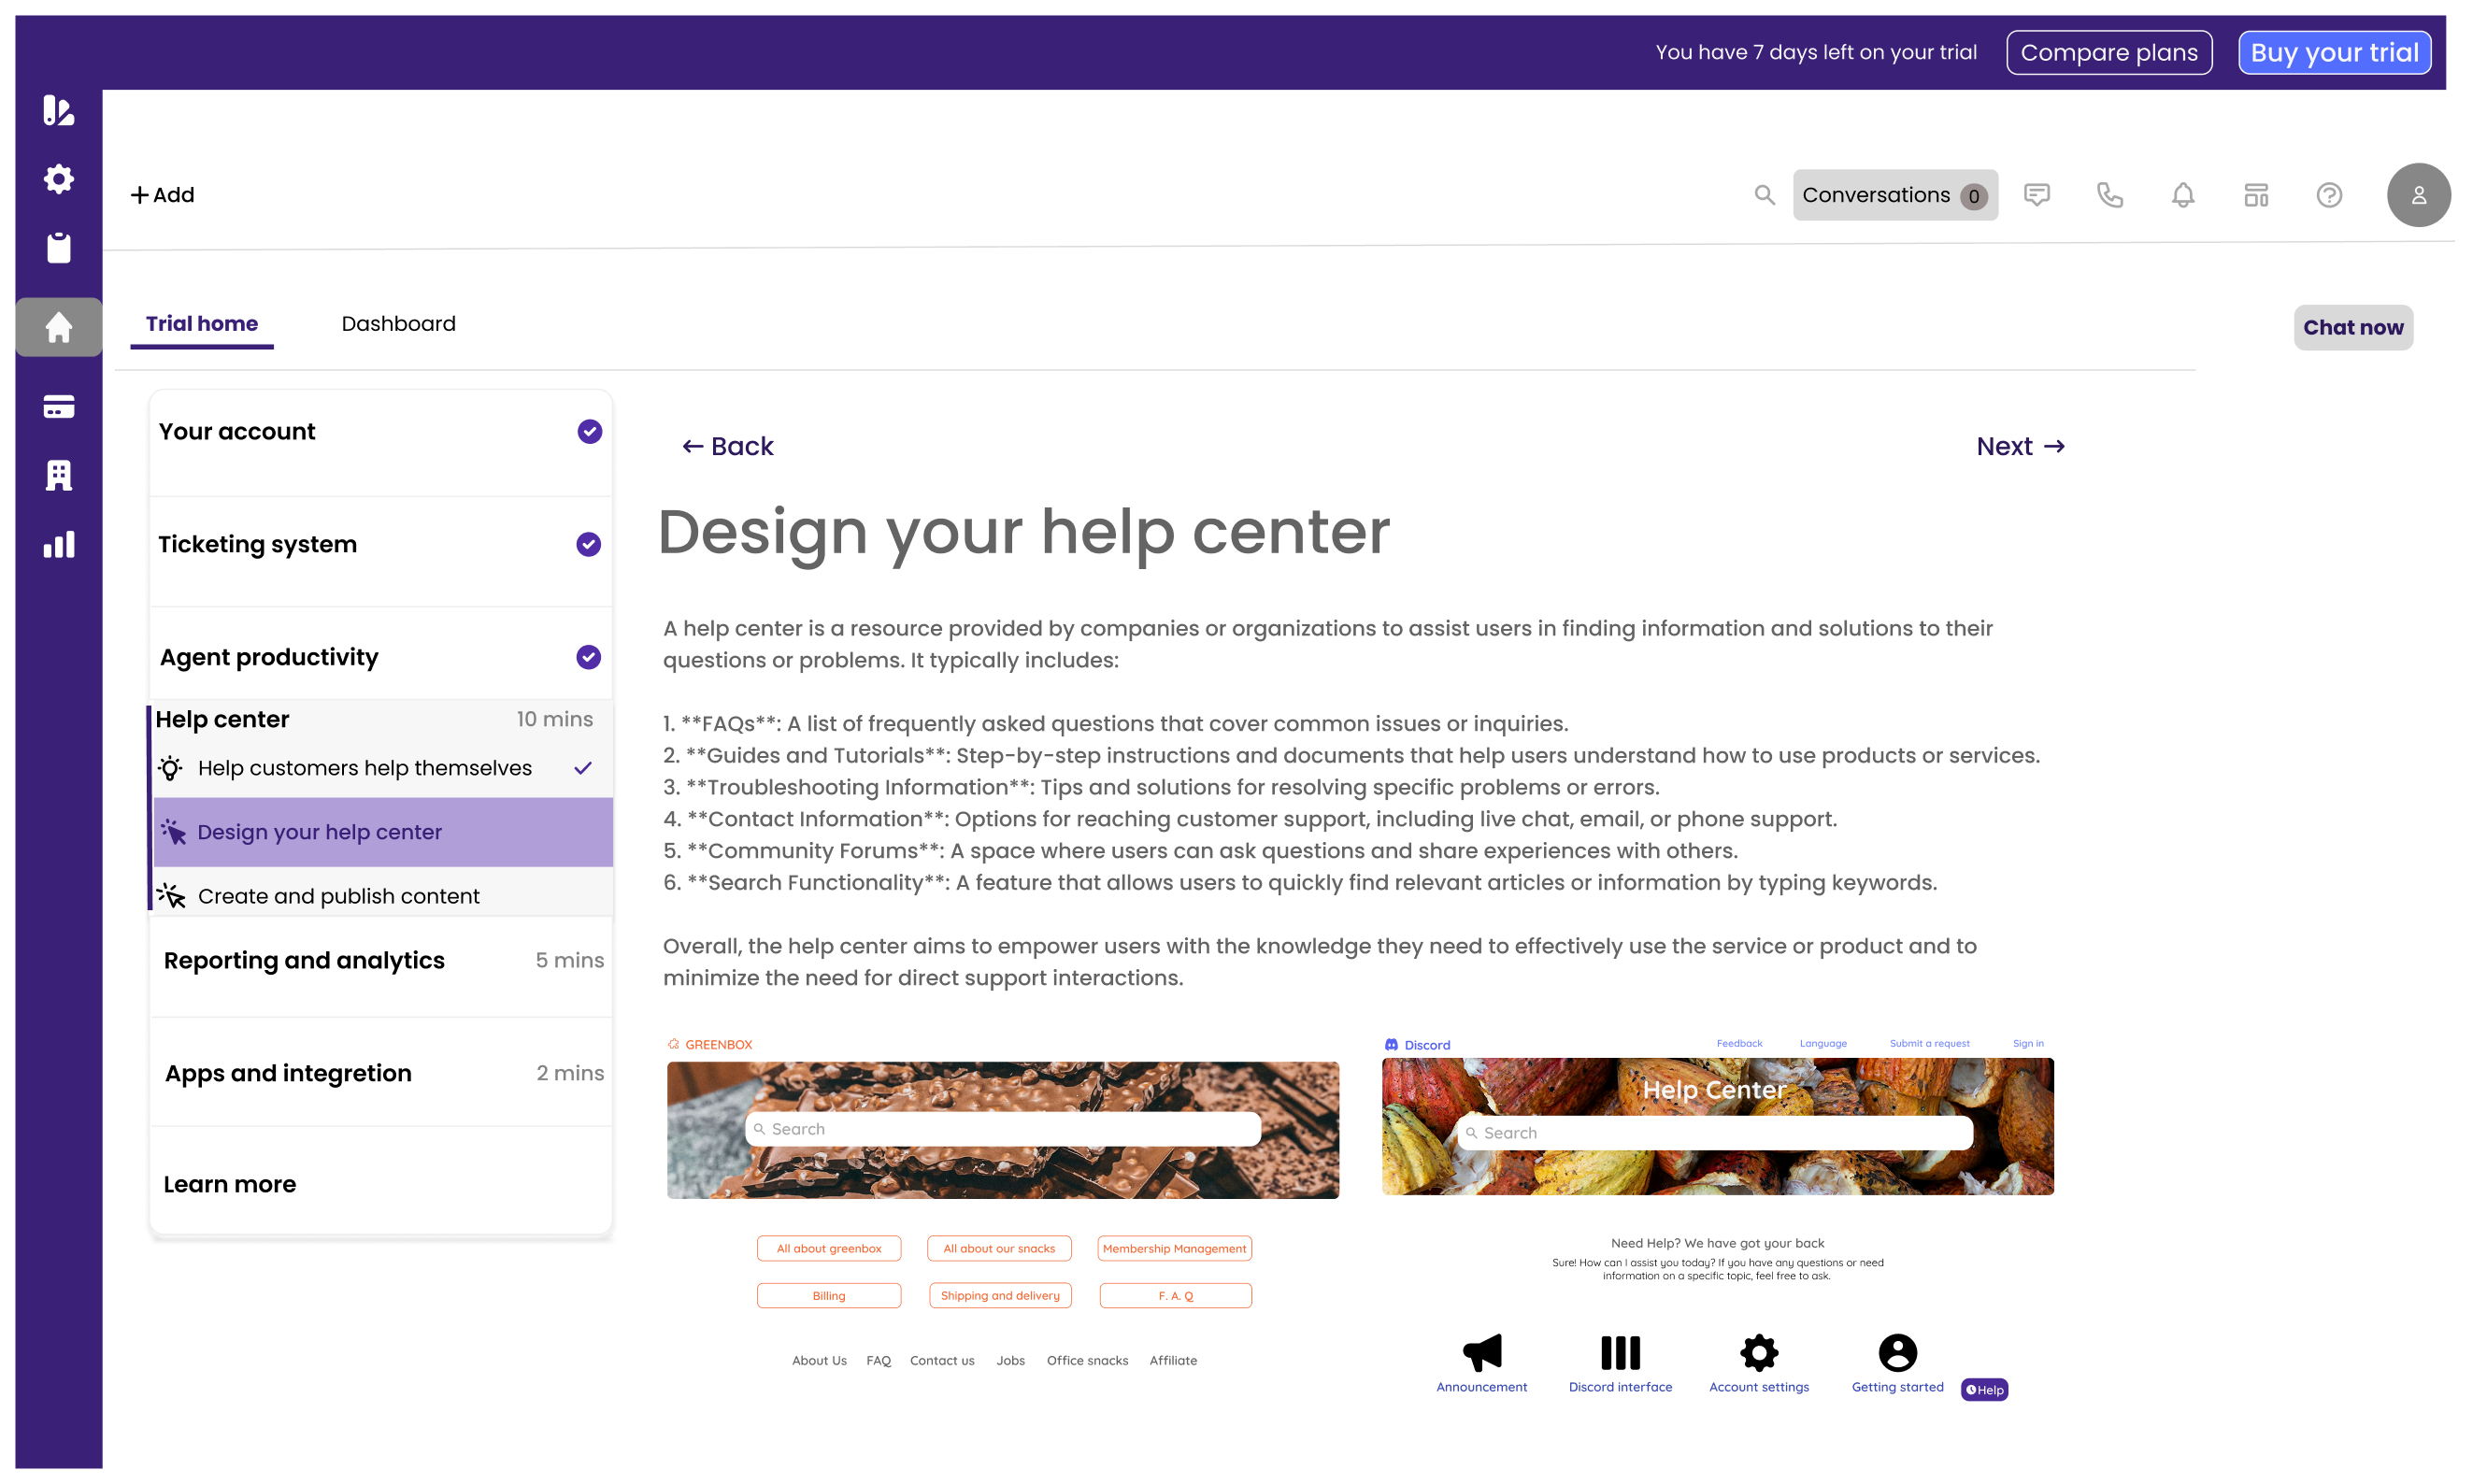 You have 7 days left on your trial
Compare plans
Buy your trial
Add
Conversations 0
Trial home
Dashboard
Chat now
Your account
Ticketing system
Agent productivity
Help center 10 mins
Help customers help themselves
Design your help center
Create and publish content
Reporting and analytics 5 mins
Apps and integretion 2 mins
Learn more
Back
Next
Design your help center
A help center is a resource provided by companies or organizations to assist users in finding information and solutions to their
questions or problems. It typically includes:
1. **FAQs**: A list of frequently asked questions that cover common issues or inquiries.
2. **Guides and Tutorials**: Step-by-step instructions and documents that help users understand how to use products or services.
3. **Troubleshooting Information**: Tips and solutions for resolving specific problems or errors.
4. **Contact Information**: Options for reaching customer support, including live chat, email, or phone support.
5. **Community Forums**: A space where users can ask questions and share experiences with others.
6. **Search Functionality**: A feature that allows users to quickly find relevant articles or information by typing keywords.
Overall, the help center aims to empower users with the knowledge they need to effectively use the service or product and to
minimize the need for direct support interactions.
GREENBOX
Search
All about greenbox
All about our snacks
Membership Management
Billing
Shipping and delivery
F. A. Q
About Us FAQ Contact us Jobs Office snacks Affiliate
Discord
Feedback Language Submit a request Sign in
Help Center
Search
Need Help? We have got your back
Sure! How can I assist you today? If you have any questions or need
information on a specific topic, feel free to ask.
Announcement
Discord interface
Account settings
Getting started
Help